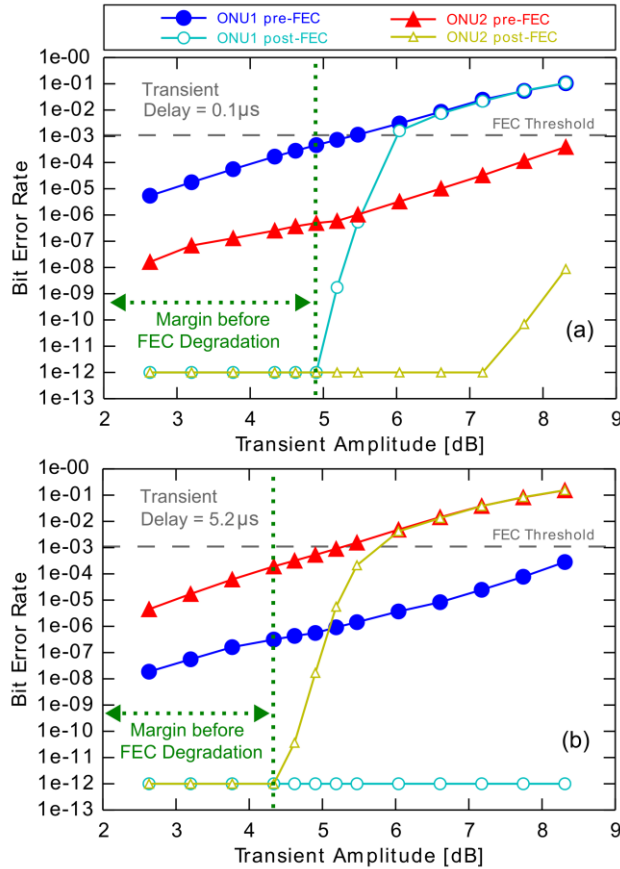 ONU1 pre-FEC ONU2 pre-FEC
ONU1 post-FEC ONU2 post-FEC
1e-00
1e-01
1e-02
1e-03
1e-04
1e-05
1e-06
1e-07
1e-08
1e-09
1e-10
1e-11
1e-12
1e-13
Bit Error Rate
Transient
Delay = 0.1µs
FEC Threshold
Margin before
FEC Degradation
(a)
2 3 4 5 6 7 8 9
Transient Amplitude [dB]
1e-00
1e-01
1e-02
1e-03
1e-04
1e-05
1e-06
1e-07
1e-08
1e-09
1e-10
1e-11
1e-12
1e-13
Bit Error Rate
Transient
Delay = 5.2µs
FEC Threshold
Margin before
FEC Degradation
(b)
2 3 4 5 6 7 8 9
Transient Amplitude [dB]